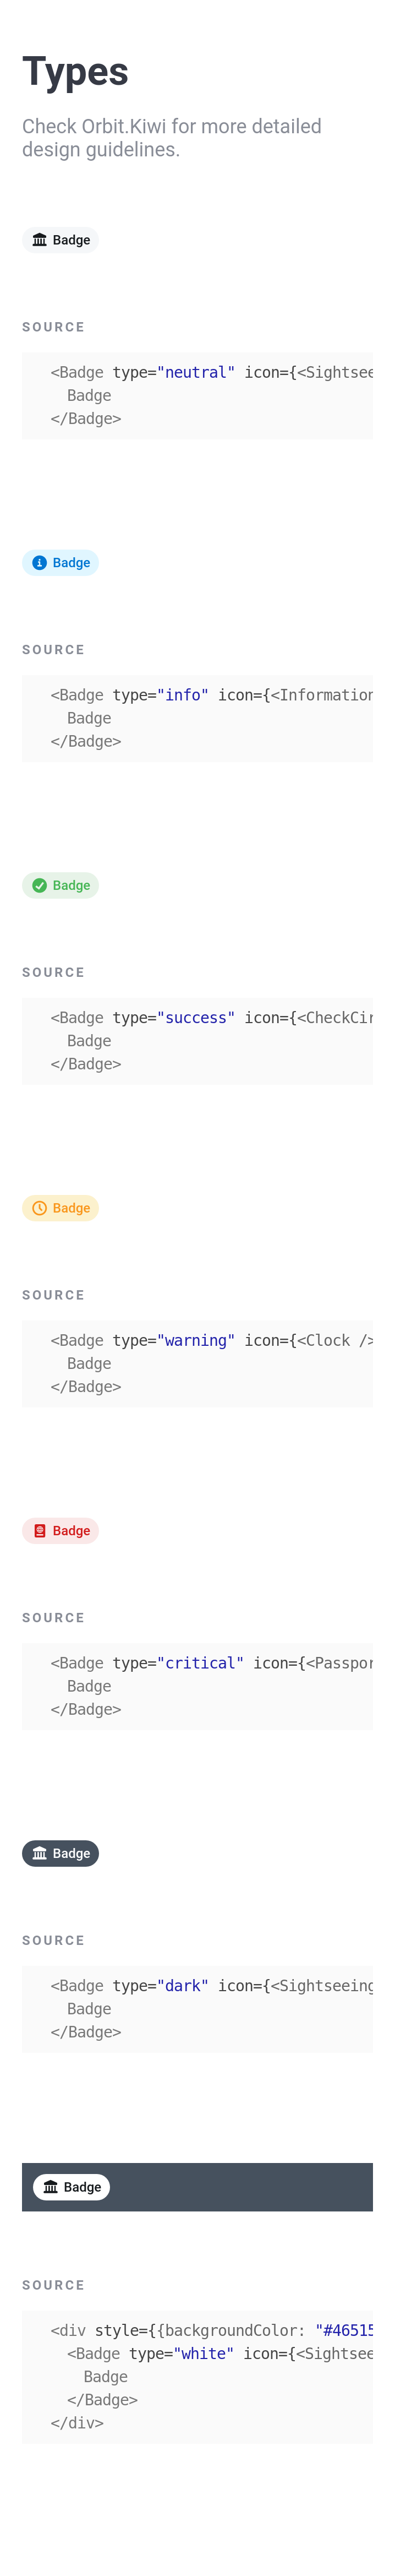 Types
Check Orbit.Kiwi for more detailed
design guidelines.
Badge
SOURCE
<Badge type="neutral" icon={<Sightsee
Badge
</Badge>
Badge
SOURCE
<Badge type="info" icon={<Information
Badge
</Badge>
Badge
SOURCE
<Badge type="success" icon={<CheckCir
Badge
</Badge>
Badge
SOURCE
<Badge type="warning" icon={<Clock />
Badge
</Badge>
Badge
SOURCE
<Badge type="critical" icon={<Passpor
Badge
</Badge>
Badge
SOURCE
<Badge type="dark" icon={<Sightseeing
Badge
</Badge>
Badge
SOURCE
<div style={{backgroundColor: "#46515
<Badge type="white" icon={<Sightsee
Badge
</Badge>
</div>